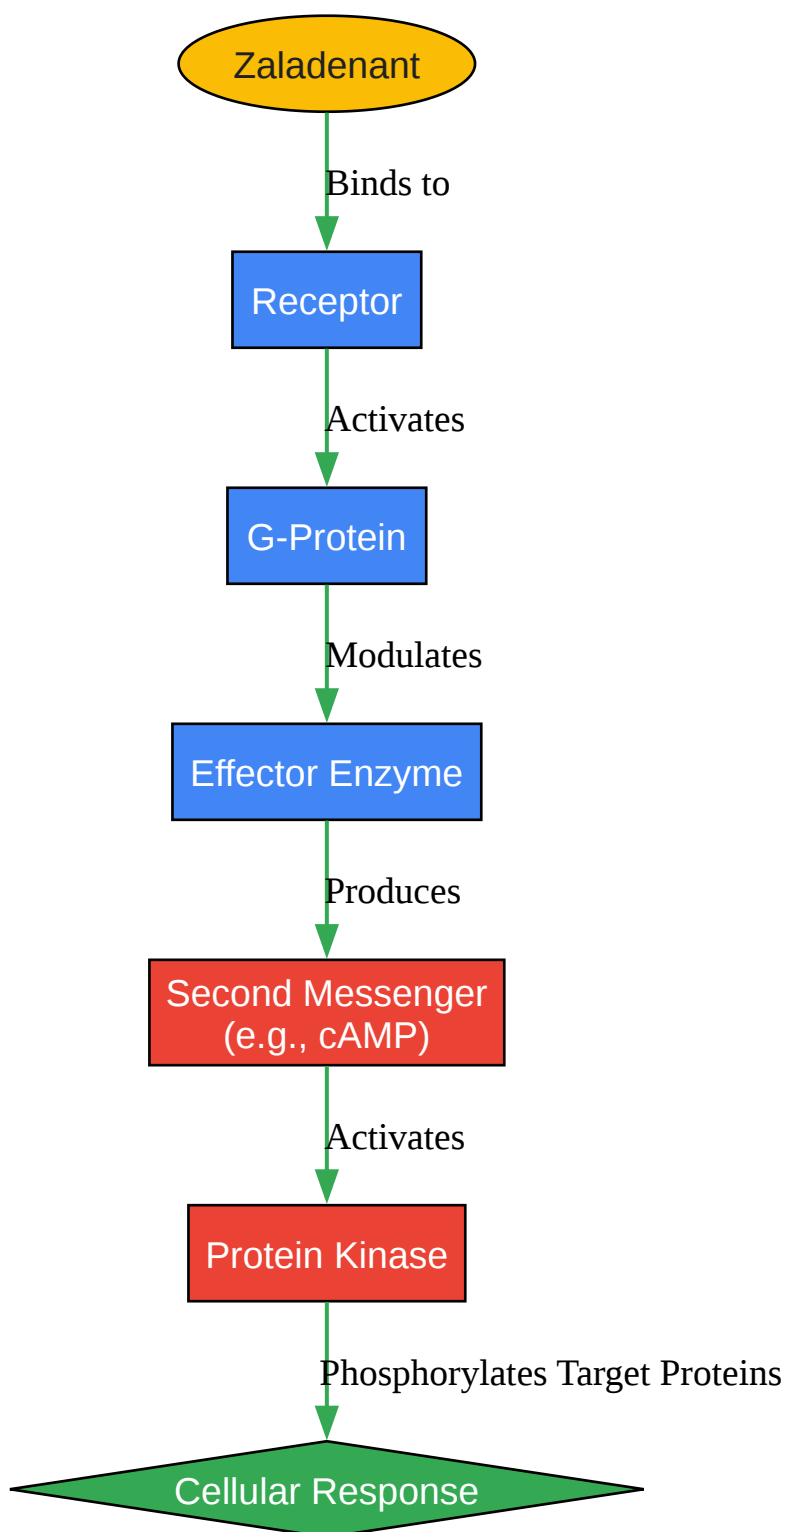 Zaladenant
Binds to
Receptor
Activates
G-Protein
Modulates
Effector Enzyme
Produces
Second Messenger
(e.g., cAMP)
Activates
Protein Kinase
Phosphorylates Target Proteins
Cellular Response